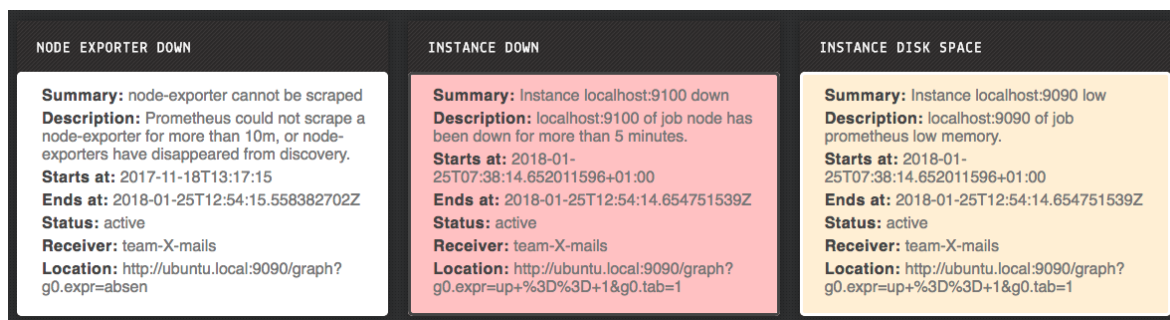 NODE EXPORTER DOWN
Summary: node-exporter cannot be scraped
Description: Prometheus could not scrape a
node-exporter for more than 10m, or node-
exporters have disappeared from discovery.
Starts at: 2017-11-18T13:17:15
Ends at: 2018-01-25T12:54:15.558382702Z
Status: active
Receiver: team-X-mails
Location: http://ubuntu.local:9090/graph?
g0.expr=absen
INSTANCE DOWN
Summary: Instance localhost:9100 down
Description: localhost:9100 of job node has
been down for more than 5 minutes.
Starts at: 2018-01-
25T07:38:14.652011596+01:00
Ends at: 2018-01-25T12:54:14.654751539Z
Status: active
Receiver: team-X-mails
Location: http://ubuntu.local:9090/graph?
g0.expr=up+%3D%3D+1&g0.tab=1
INSTANCE DISK SPACE
Summary: Instance localhost:9090 low
Description: localhost:9090 of job
prometheus low memory.
Starts at: 2018-01-
25T07:38:14.652011596+01:00
Ends at: 2018-01-25T12:54:14.654751539Z
Status: active
Receiver: team-X-mails
Location: http://ubuntu.local:9090/graph?
g0.expr=up+%3D%3D+1&g0.tab=1